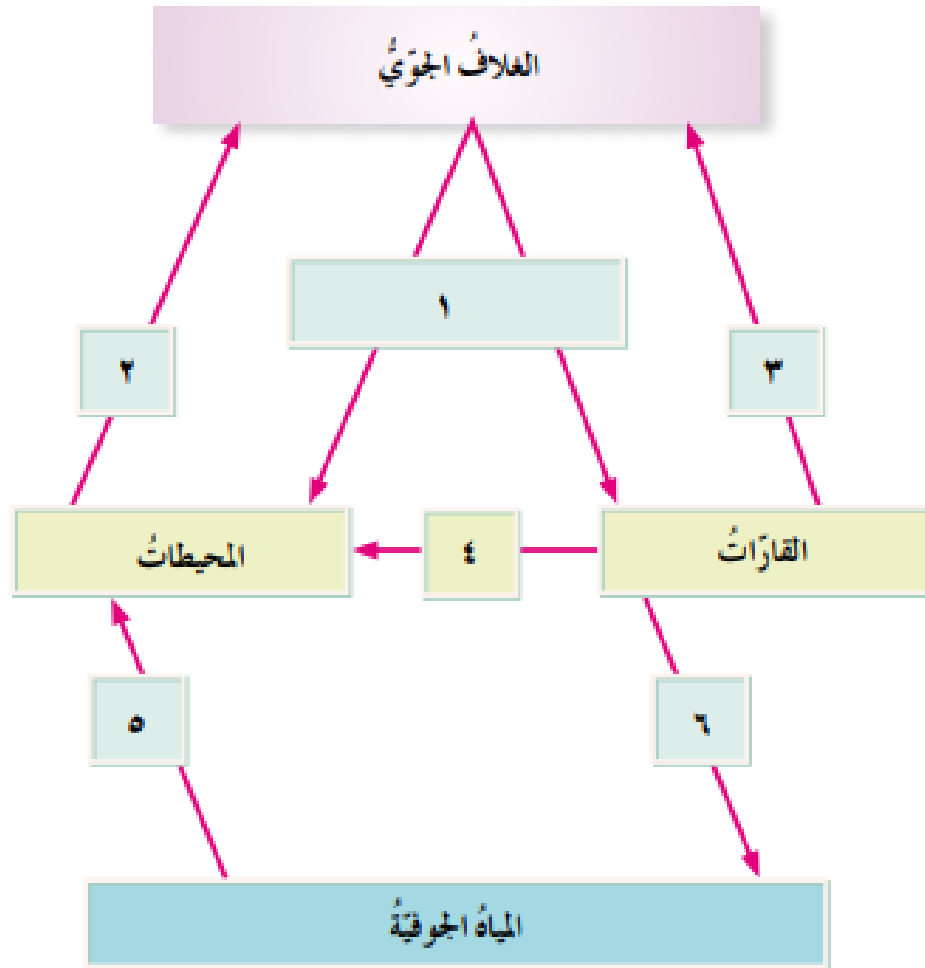 الغلافُ الجوّيُّ
١
٣
٢
القارّاتُ
٤
المحيطاتُ
٦
٥
المياهُ الجوفيّةُ